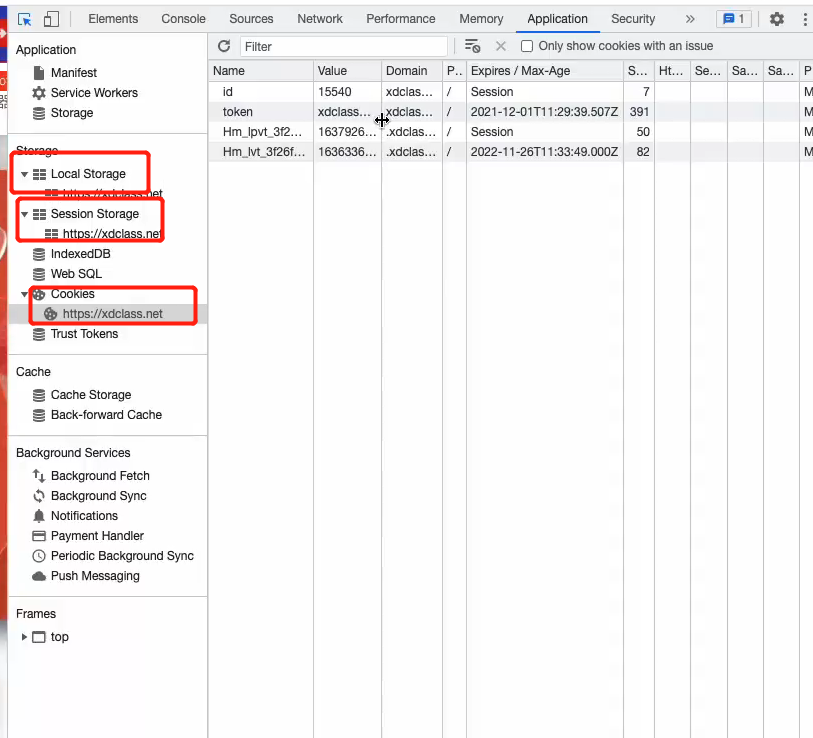 Elements Console Sources Network Performance Memory Application Security » 1
Application
Manifest
Service Workers
Storage
Storage
Local Storage
https://xdclass.net
Session Storage
https://xdclass.net
IndexedDB
Web SQL
Cookies
https://xdclass.net
Trust Tokens
Cache
Cache Storage
Back-forward Cache
Background Services
Background Fetch
Background Sync
Notifications
Payment Handler
Periodic Background Sync
Push Messaging
Frames
top
Filter Only show cookies with an issue
Name Value Domain P... Expires / Max-Age S... Ht... Se... Sa... Sa... P
id 15540 xdclas... / Session 7 M
token xdclass... xdclas... / 2021-12-01T11:29:39.507Z 391 M
Hm_lpvt_3f2... 1637926... .xdclas... / Session 50 M
Hm_lvt_3f26f... 1636336... .xdclas... / 2022-11-26T11:33:49.000Z 82 M